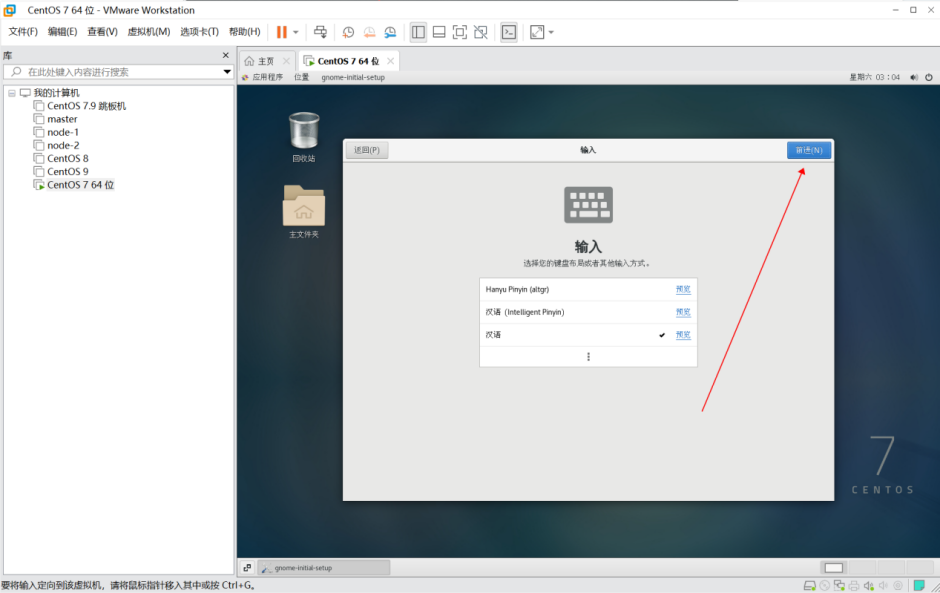 CentOS 7 64 位 - VMware Workstation
文件(F) 编辑(E) 查看(V) 虚拟机(M) 选项卡(T) 帮助(H)
库
在此处键入内容进行搜索
我的计算机
CentOS 7.9 跳板机
master
node-1
node-2
CentOS 8
CentOS 9
CentOS 7 64 位
主页 CentOS 7 64 位
应用程序 位置 gnome-initial-setup 星期六 03：04
回收站
主文件夹
返回(P) 输入 前进(N)
输入
选择您的键盘布局或者其他输入方式。
Hanyu Pinyin (altgr) 预览
汉语 (Intelligent Pinyin) 预览
汉语 预览
7
CENTOS
gnome-initial-setup
要将输入定向到该虚拟机，请将鼠标指针移入其中或按 Ctrl+G。